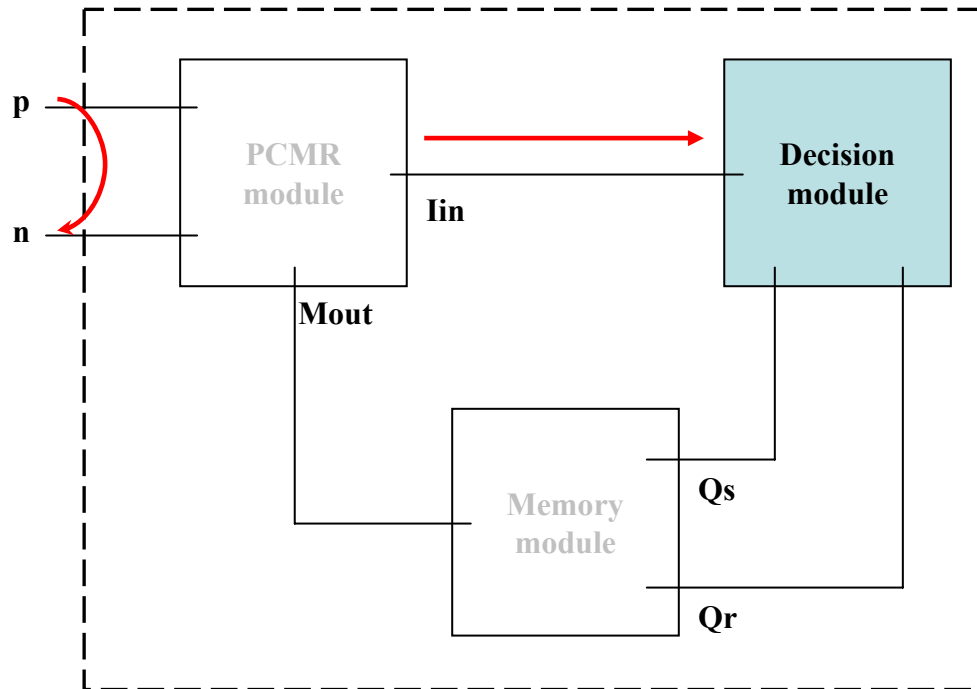 p
n
PCMR
module
Iin
Mout
Decision
module
Memory
module
Qs
Qr